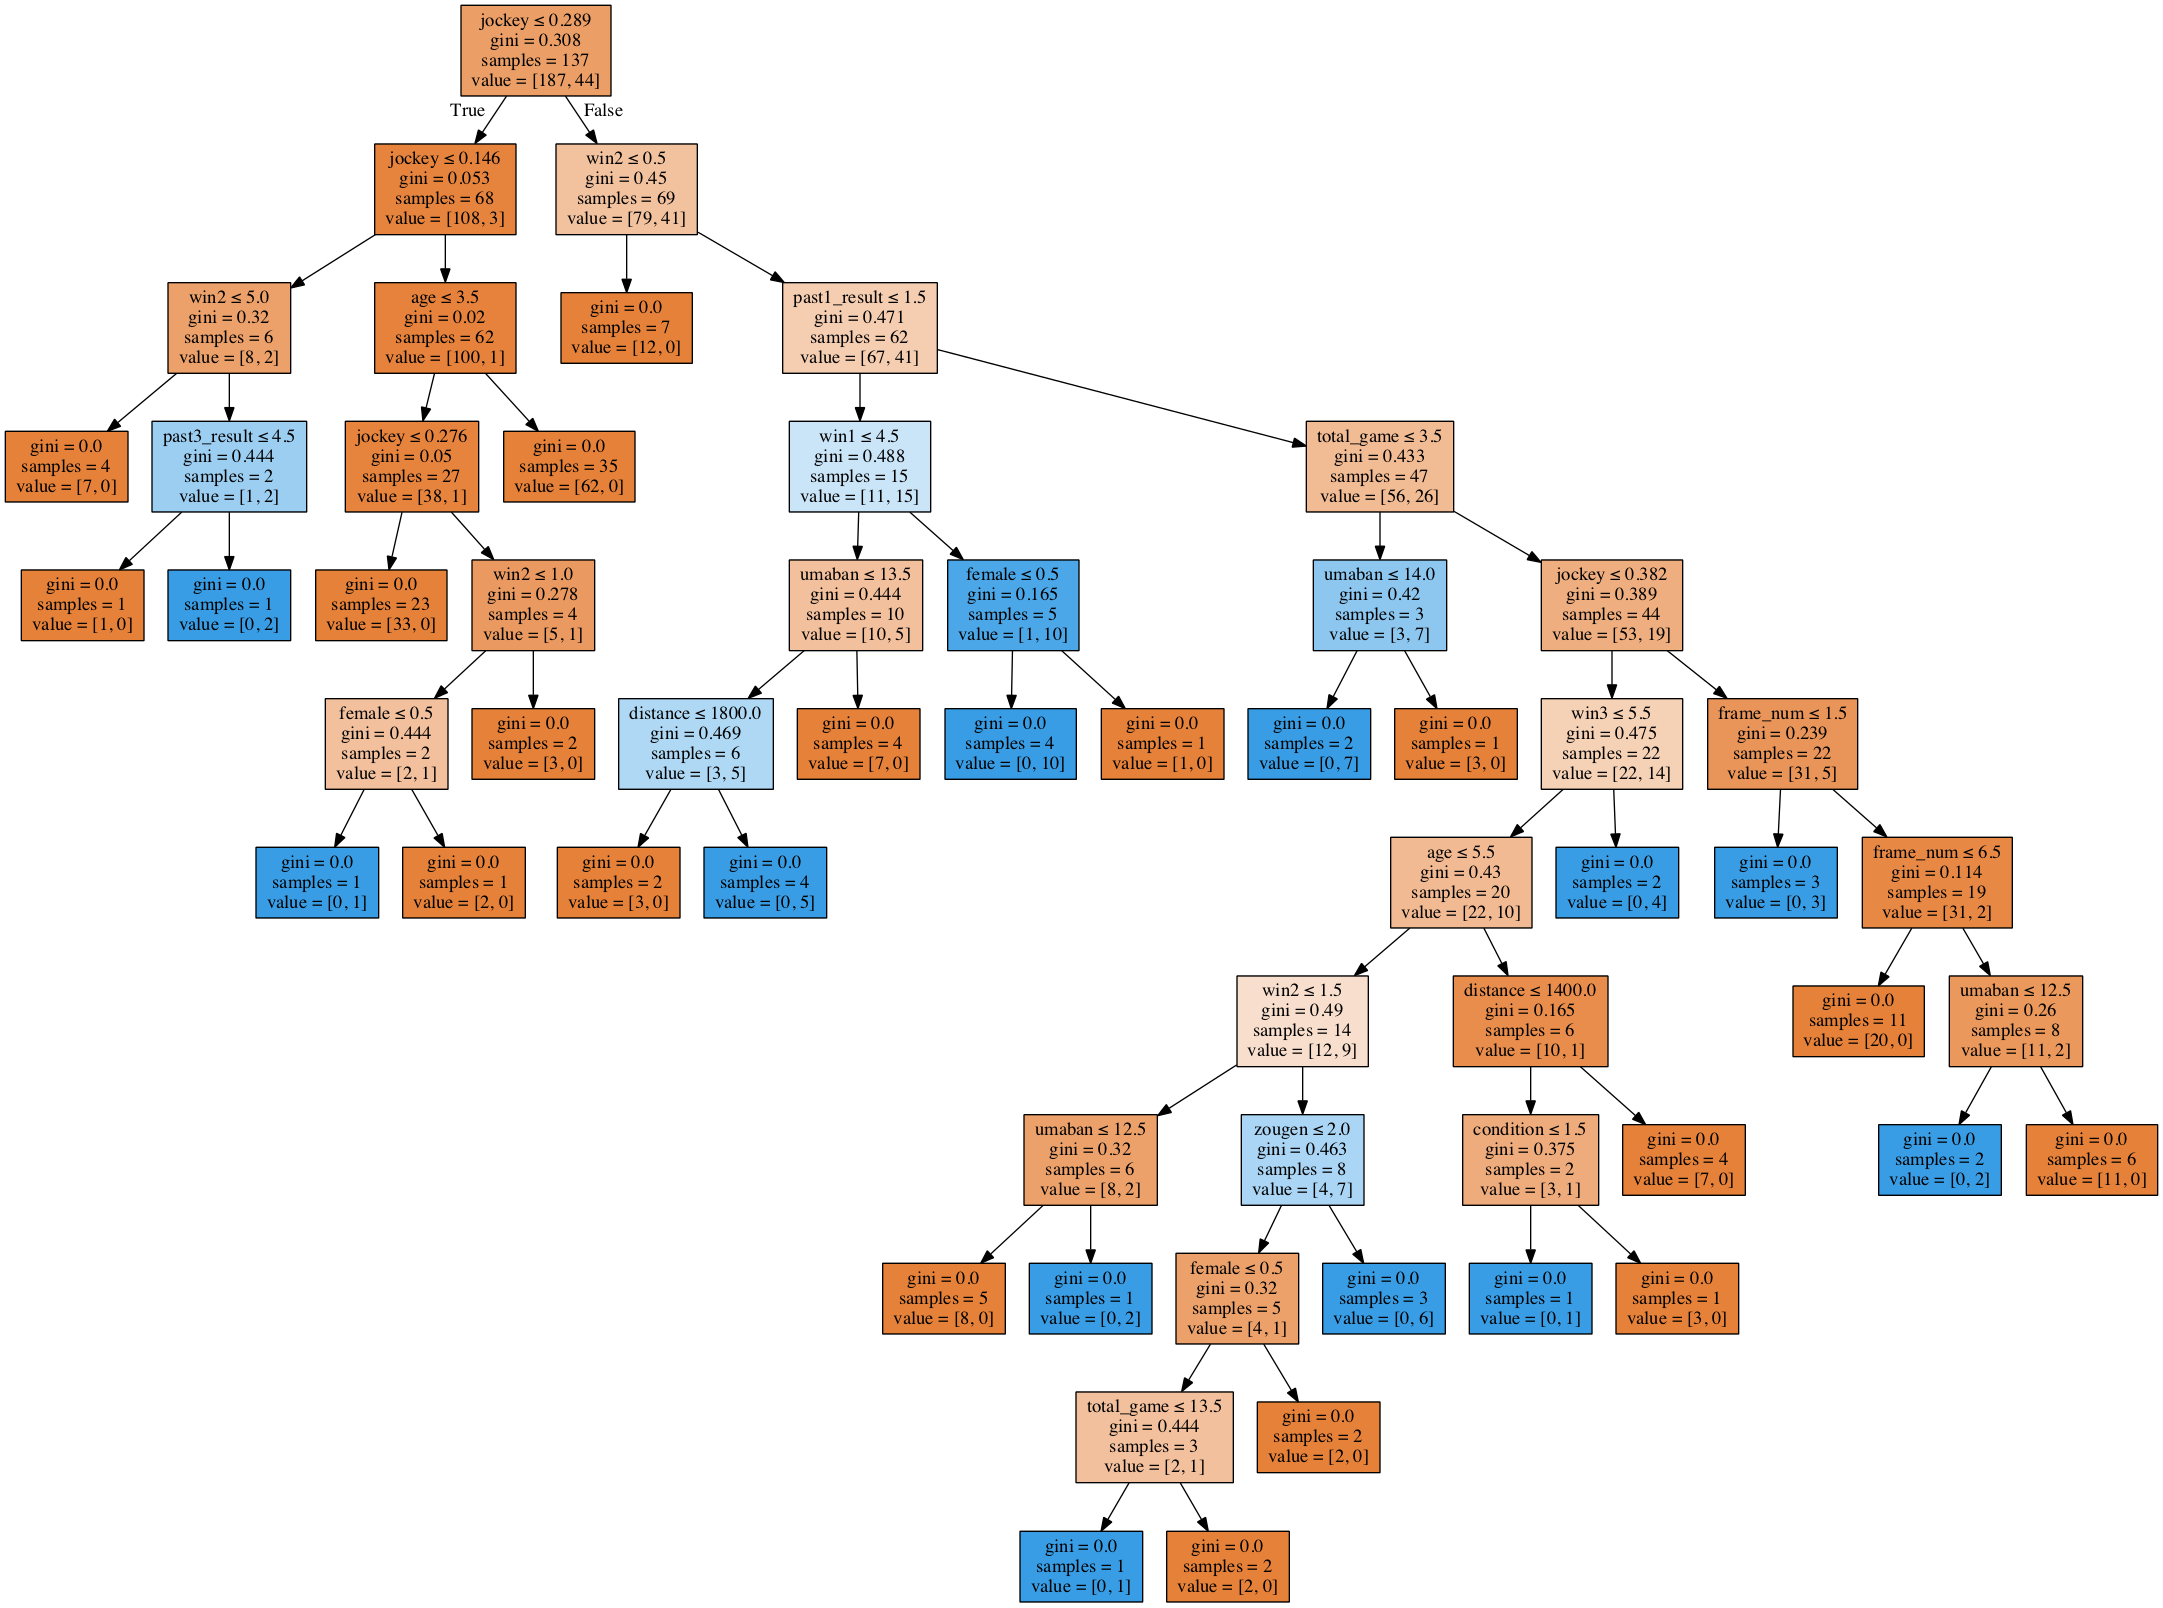 jockey ≤ 0.289
gini = 0.308
samples = 137
value = [187, 44]
True
False
jockey ≤ 0.146
gini = 0.053
samples = 68
value = [108, 3]
win2 ≤ 0.5
gini = 0.45
samples = 69
value = [79, 41]
win2 ≤ 5.0
gini = 0.32
samples = 6
value = [8, 2]
age ≤ 3.5
gini = 0.02
samples = 62
value = [100, 1]
gini = 0.0
samples = 7
value = [12, 0]
past1_result ≤ 1.5
gini = 0.471
samples = 62
value = [67, 41]
gini = 0.0
samples = 4
value = [7, 0]
past3_result ≤ 4.5
gini = 0.444
samples = 2
value = [1, 2]
jockey ≤ 0.276
gini = 0.05
samples = 27
value = [38, 1]
gini = 0.0
samples = 35
value = [62, 0]
win1 ≤ 4.5
gini = 0.488
samples = 15
value = [11, 15]
total_game ≤ 3.5
gini = 0.433
samples = 47
value = [56, 26]
gini = 0.0
samples = 1
value = [1, 0]
gini = 0.0
samples = 1
value = [0, 2]
gini = 0.0
samples = 23
value = [33, 0]
win2 ≤ 1.0
gini = 0.278
samples = 4
value = [5, 1]
umaban ≤ 13.5
gini = 0.444
samples = 10
value = [10, 5]
female ≤ 0.5
gini = 0.165
samples = 5
value = [1, 10]
umaban ≤ 14.0
gini = 0.42
samples = 3
value = [3, 7]
jockey ≤ 0.382
gini = 0.389
samples = 44
value = [53, 19]
female ≤ 0.5
gini = 0.444
samples = 2
value = [2, 1]
gini = 0.0
samples = 2
value = [3, 0]
distance ≤ 1800.0
gini = 0.469
samples = 6
value = [3, 5]
gini = 0.0
samples = 4
value = [7, 0]
gini = 0.0
samples = 4
value = [0, 10]
gini = 0.0
samples = 1
value = [1, 0]
gini = 0.0
samples = 2
value = [0, 7]
gini = 0.0
samples = 1
value = [3, 0]
win3 ≤ 5.5
gini = 0.475
samples = 22
value = [22, 14]
frame_num ≤ 1.5
gini = 0.239
samples = 22
value = [31, 5]
gini = 0.0
samples = 1
value = [0, 1]
gini = 0.0
samples = 1
value = [2, 0]
gini = 0.0
samples = 2
value = [3, 0]
gini = 0.0
samples = 4
value = [0, 5]
age ≤ 5.5
gini = 0.43
samples = 20
value = [22, 10]
gini = 0.0
samples = 2
value = [0, 4]
gini = 0.0
samples = 3
value = [0, 3]
frame_num ≤ 6.5
gini = 0.114
samples = 19
value = [31, 2]
win2 ≤ 1.5
gini = 0.49
samples = 14
value = [12, 9]
distance ≤ 1400.0
gini = 0.165
samples = 6
value = [10, 1]
gini = 0.0
samples = 11
value = [20, 0]
umaban ≤ 12.5
gini = 0.26
samples = 8
value = [11, 2]
umaban ≤ 12.5
gini = 0.32
samples = 6
value = [8, 2]
zougen ≤ 2.0
gini = 0.463
samples = 8
value = [4, 7]
condition ≤ 1.5
gini = 0.375
samples = 2
value = [3, 1]
gini = 0.0
samples = 4
value = [7, 0]
gini = 0.0
samples = 2
value = [0, 2]
gini = 0.0
samples = 6
value = [11, 0]
gini = 0.0
samples = 5
value = [8, 0]
gini = 0.0
samples = 1
value = [0, 2]
female ≤ 0.5
gini = 0.32
samples = 5
value = [4, 1]
gini = 0.0
samples = 3
value = [0, 6]
gini = 0.0
samples = 1
value = [0, 1]
gini = 0.0
samples = 1
value = [3, 0]
total_game ≤ 13.5
gini = 0.444
samples = 3
value = [2, 1]
gini = 0.0
samples = 2
value = [2, 0]
gini = 0.0
samples = 1
value = [0, 1]
gini = 0.0
samples = 2
value = [2, 0]